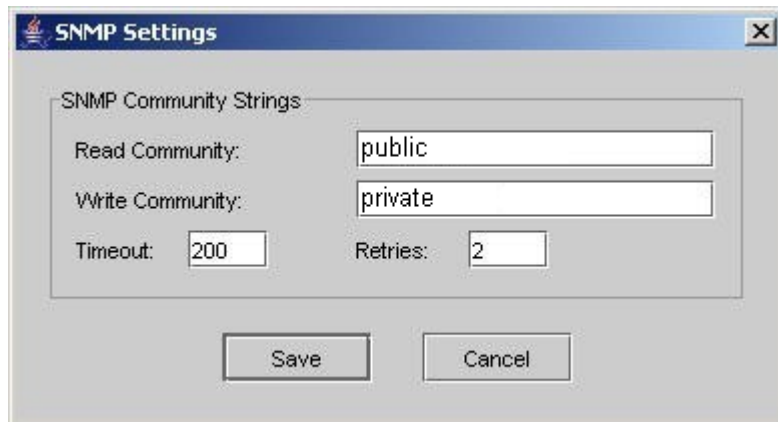 SNMP Settings
SNMP Community Strings
Read Community: public
Write Community: private
Timeout: 200 Retries: 2
Save Cancel